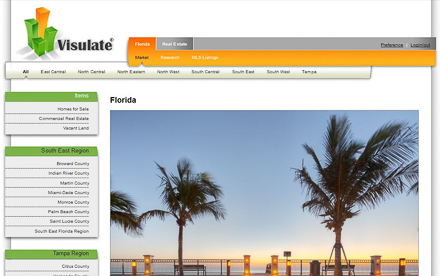 Visulate®
Florida Real Estate
Preference Login/out
Market Research MLS Listings
All East Central North Central North Eastern North West South Central South East South West Tampa
Items
Homes for Sale
Commercial Real Estate
Vacant Land
South East Region
Broward County
Indian River County
Martin County
Miami-Dade County
Monroe County
Palm Beach County
Saint Lucie County
South East Florida Region
Tampa Region
Citrus County
Florida